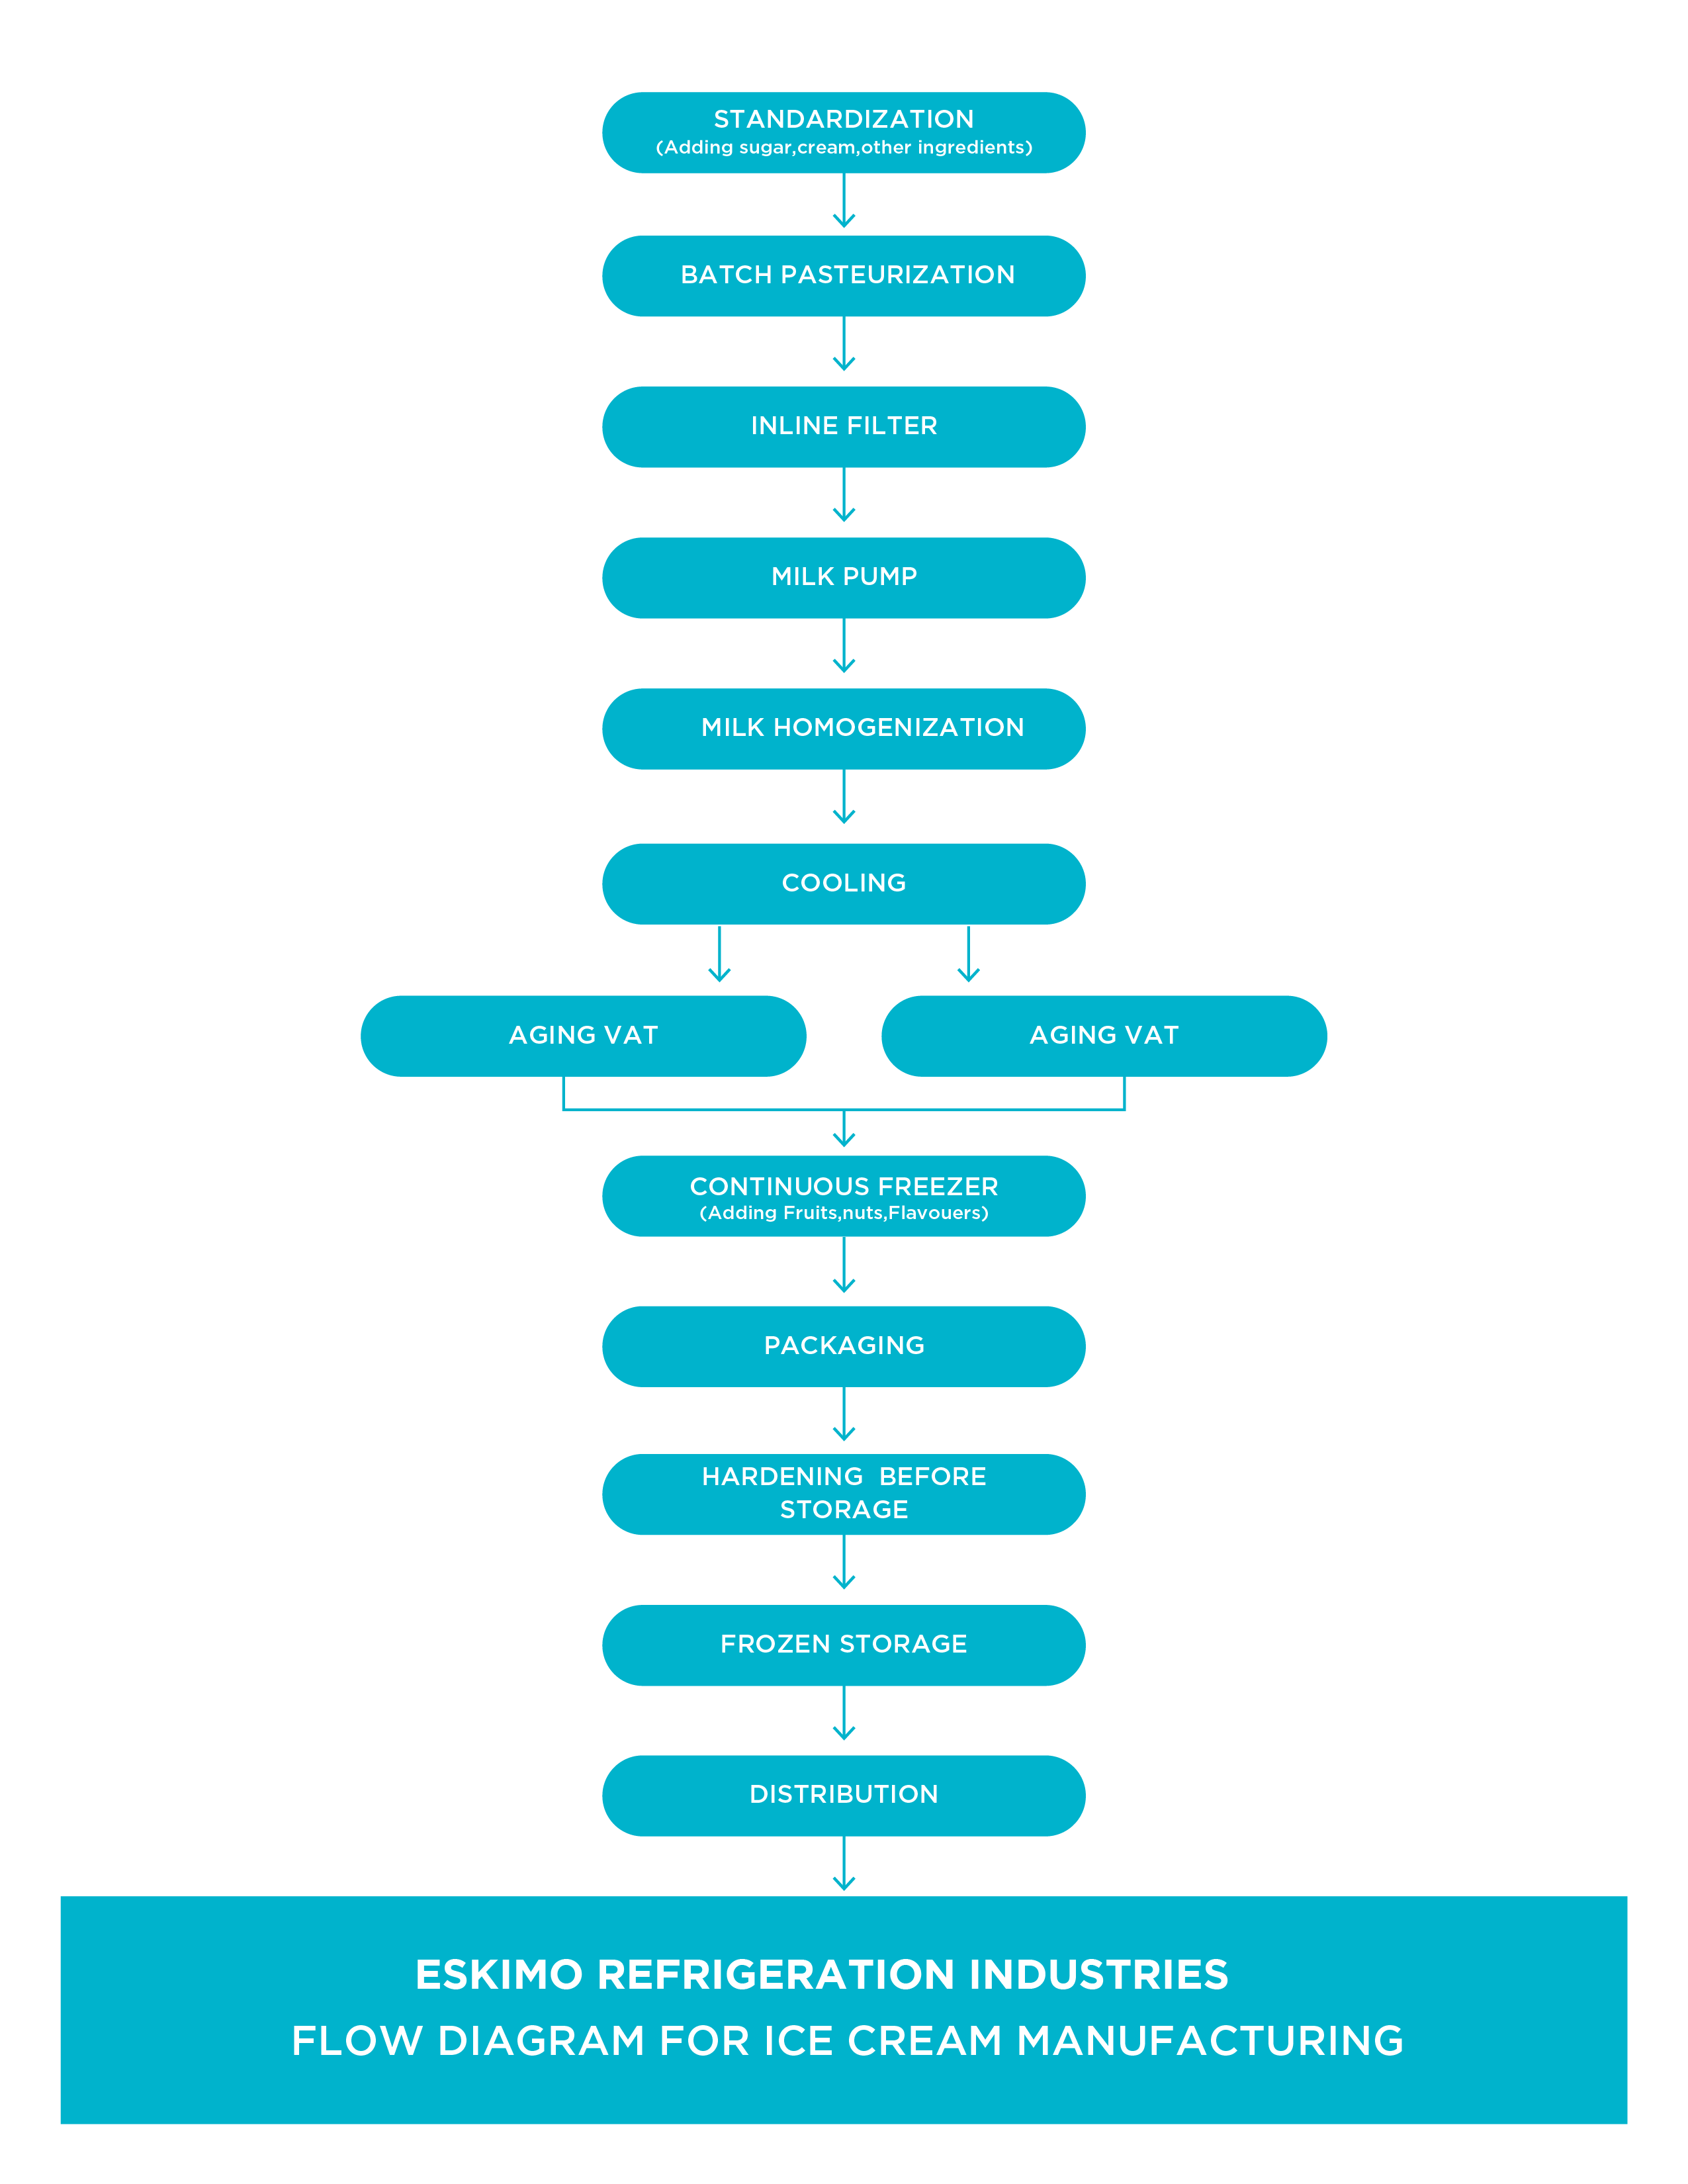 STANDARDIZATION
(Adding sugar,cream,other ingredients)
BATCH PASTEURIZATION
INLINE FILTER
MILK PUMP
MILK HOMOGENIZATION
COOLING
AGING VAT
AGING VAT
CONTINUOUS FREEZER
(Adding Fruits,nuts,Flavouers)
PACKAGING
HARDENING  BEFORE
STORAGE
FROZEN STORAGE
DISTRIBUTION
ESKIMO REFRIGERATION INDUSTRIES
FLOW DIAGRAM FOR ICE CREAM MANUFACTURING